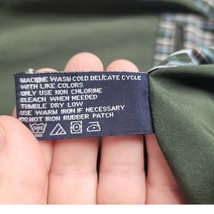 MACHINE WASH COLD DELICATE CYCLE
WITH LIKE COLORS
ONLY USE NON CHLORINE
BLEACH WHEN NEEDED
TUMBLE DRY LOW
USE WARM IRON IF NECESSARY
DO NOT IRON RUBBER PATCH